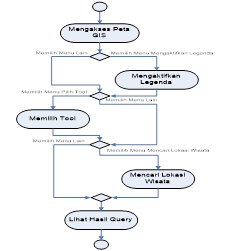 Mengakses Peta
GIS
Memilih Menu Lain
Memilih Menu Mengaktifkan Legenda
Mengaktifkan
Legenda
Memilih Menu Pilih Tool
Memilih Menu Lain
Memilih Tool
Memilih Menu Lain
Memilih Menu Mencari Lokasi Wisata
Mencari Lokasi
Wisata
Lihat Hasil Query